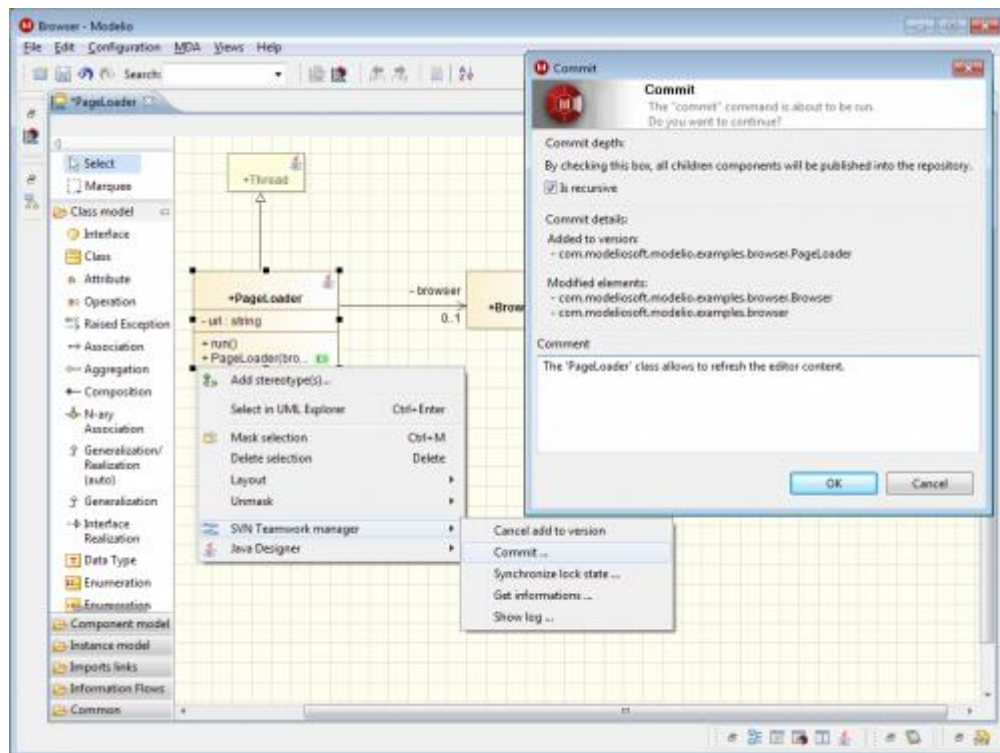 Browser - Modelio
File Edit Configuration MDA Views Help
Search:
*PageLoader
Select
Marquee
Class model
Interface
Class
Attribute
Operation
Raised Exception
Association
Aggregation
Composition
N-ary
Association
Generalization/
Realization
(auto)
Generalization
Interface
Realization
Data Type
Enumeration
Enumeration
Component model
Instance model
Imports links
Information Flows
Common
+Thread
+PageLoader
- url : string
+ run()
+ PageLoader(bro...
- browser
0..1
+Brow
Add stereotype(s)...
Select in UML Explorer Ctrl+Enter
Mask selection Ctrl+M
Delete selection Delete
Layout
Unmask
SVN Teamwork manager
Java Designer
Cancel add to version
Commit ...
Synchronize lock state ...
Get informations ...
Show log ...
Commit
Commit
The "commit" command is about to be run.
Do you want to continue?
Commit depth:
By checking this box, all children components will be published into the repository.
Is recursive
Commit details:
Added to version:
- com.modeliosoft.modelio.examples.browser.PageLoader
Modified elements:
- com.modeliosoft.modelio.examples.browser.Browser
- com.modeliosoft.modelio.examples.browser
Comment
The 'PageLoader' class allows to refresh the editor content.
OK Cancel